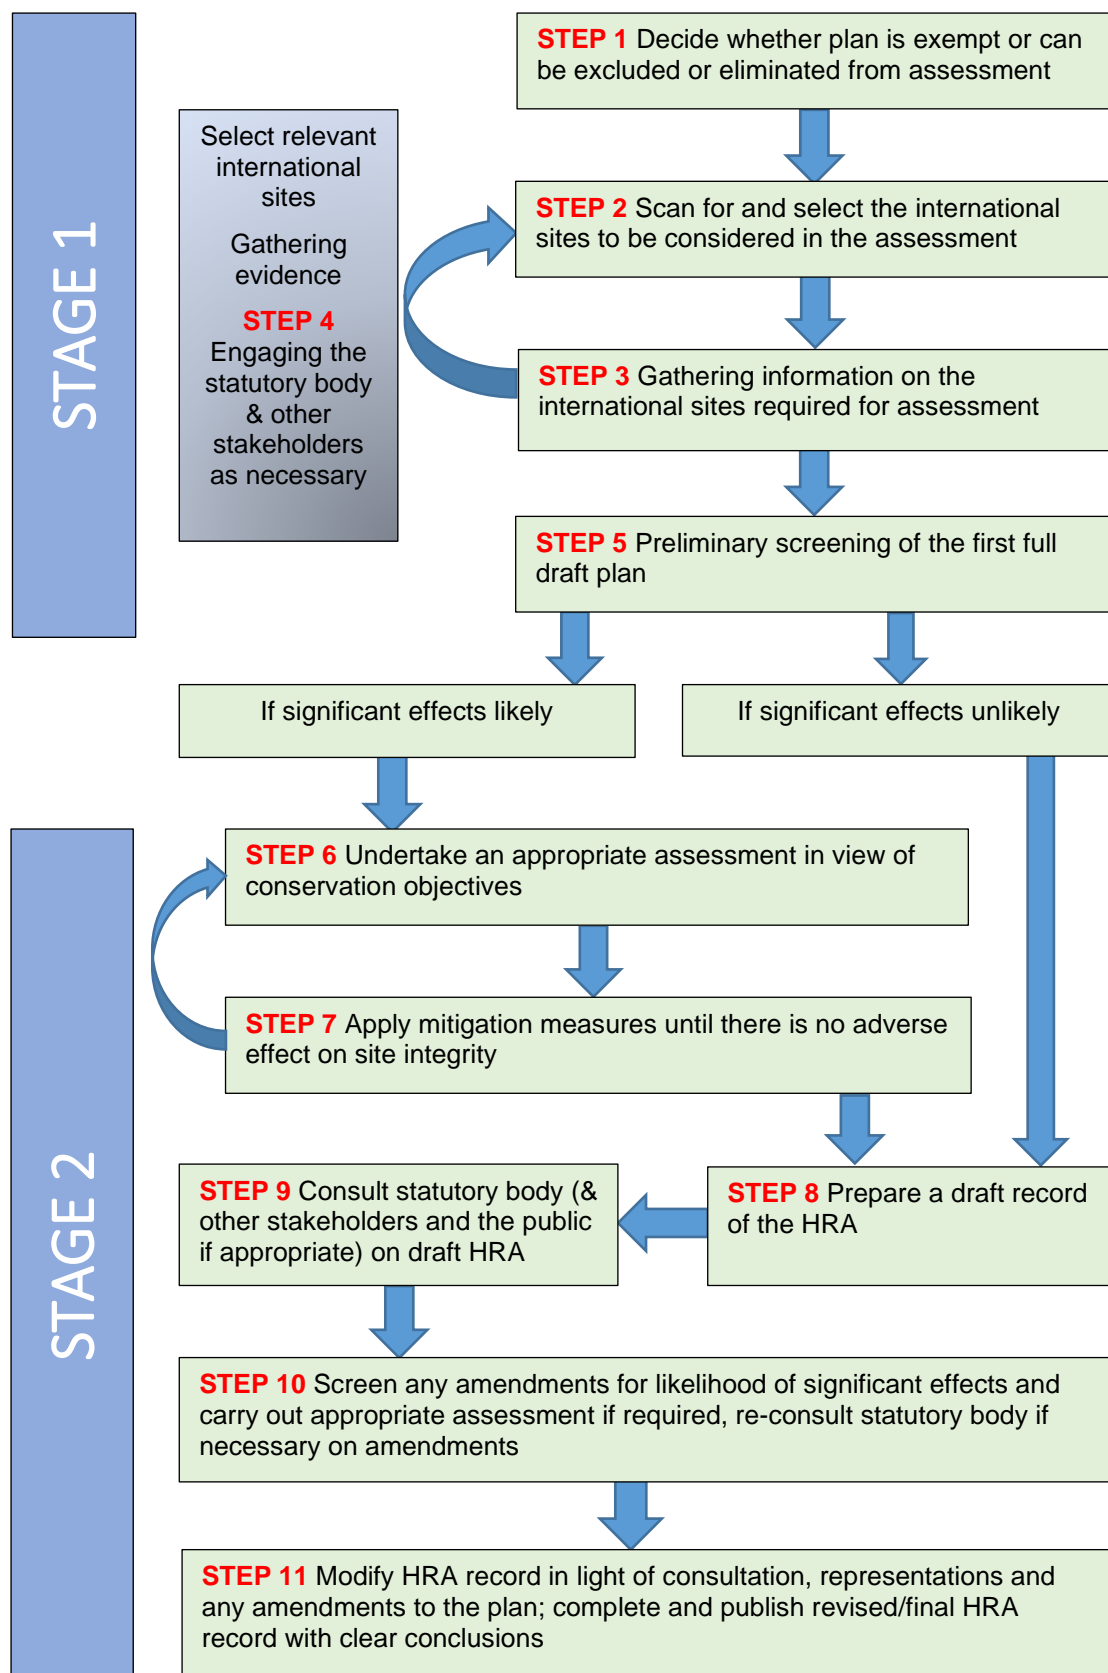 STAGE 1
STEP 1 Decide whether plan is exempt or can
be excluded or eliminated from assessment
Select relevant
international
sites
Gathering
evidence
STEP 4
Engaging the
statutory body
& other
stakeholders
as necessary
STEP 2 Scan for and select the international
sites to be considered in the assessment
STEP 3 Gathering information on the
international sites required for assessment
STEP 5 Preliminary screening of the first full
draft plan
If significant effects likely
If significant effects unlikely
STAGE 2
STEP 6 Undertake an appropriate assessment in view of
conservation objectives
STEP 7 Apply mitigation measures until there is no adverse
effect on site integrity
STEP 8 Prepare a draft record
of the HRA
STEP 9 Consult statutory body (&
other stakeholders and the public
if appropriate) on draft HRA
STEP 10 Screen any amendments for likelihood of significant effects and
carry out appropriate assessment if required, re-consult statutory body if
necessary on amendments
STEP 11 Modify HRA record in light of consultation, representations and
any amendments to the plan; complete and publish revised/final HRA
record with clear conclusions